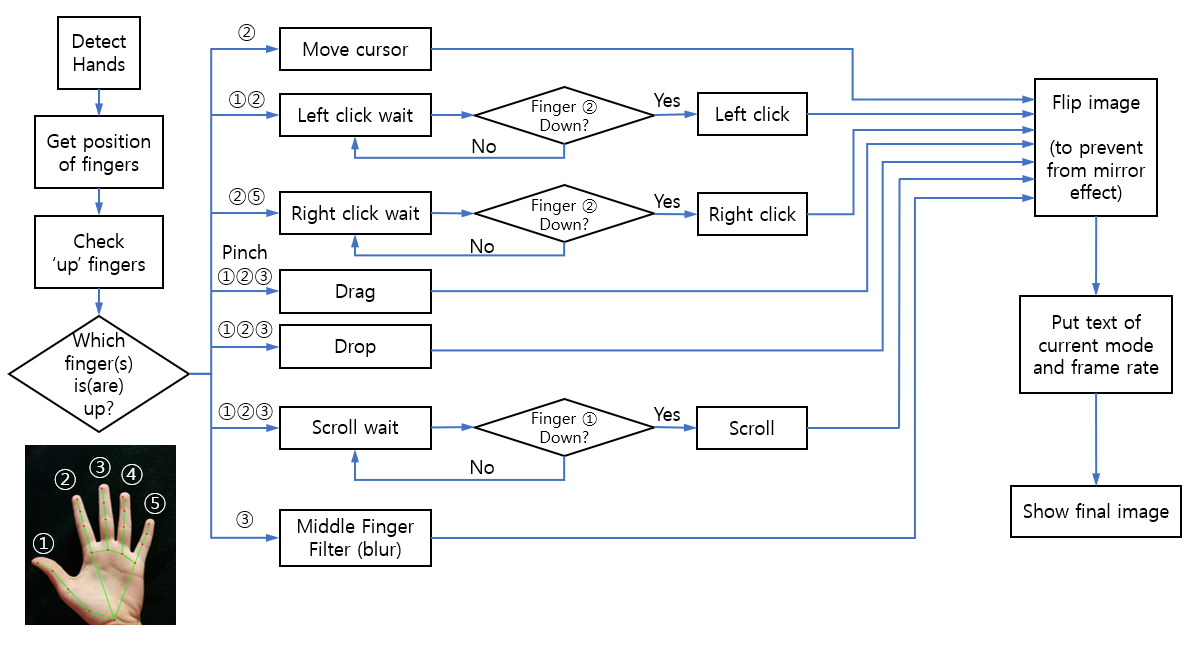 Detect
Hands
Get position
of fingers
Check
‘up’ fingers
Which
finger(s)
is(are)
up?
②
Move cursor
①②
Left click wait
Finger ②
Down?
Yes
No
Left click
②⑤
Right click wait
Finger ②
Down?
Yes
No
Right click
Pinch
①②③
Drag
①②③
Drop
①②③
Scroll wait
Finger ①
Down?
Yes
No
Scroll
③
Middle Finger
Filter (blur)
Flip image
(to prevent
from mirror
effect)
Put text of
current mode
and frame rate
Show final image
①
②
③
④
⑤